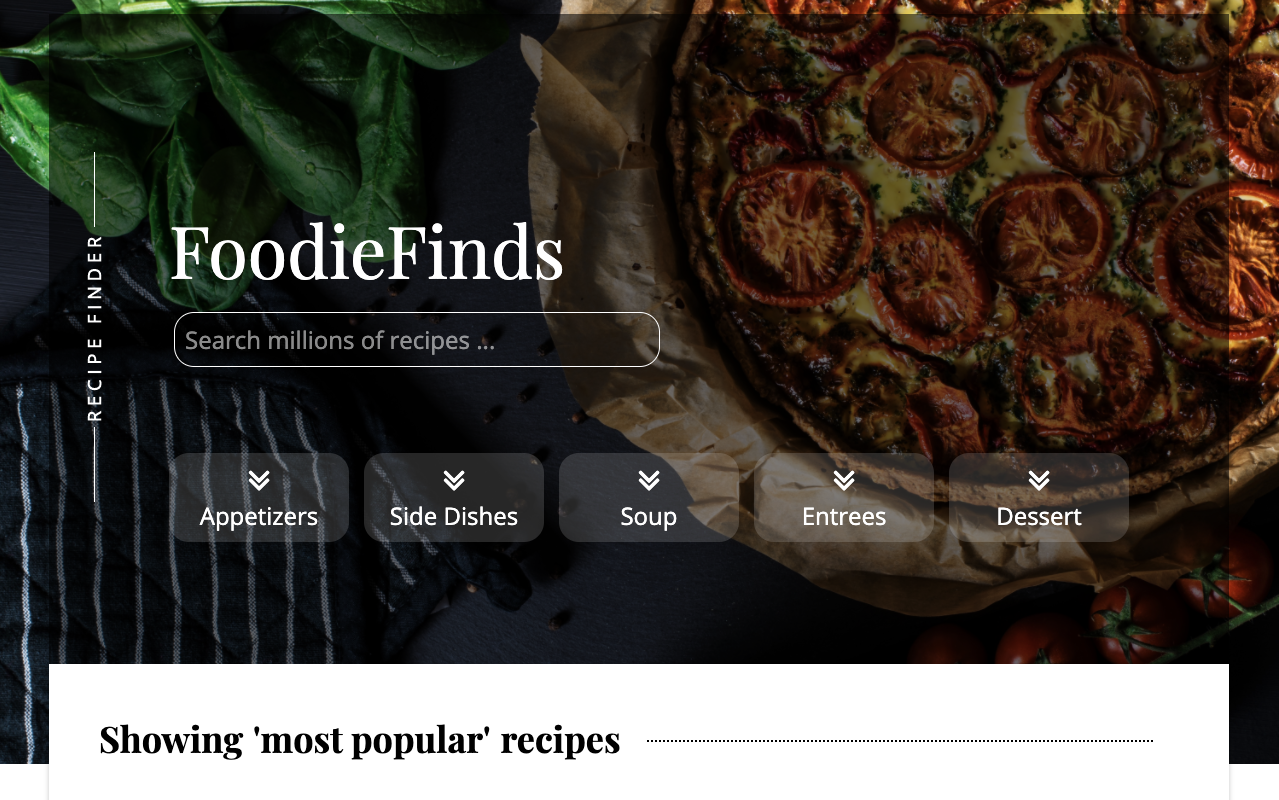 RECIPE FINDER
FoodieFinds
Search millions of recipes ...
Appetizers
Side Dishes
Soup
Entrees
Dessert
Showing 'most popular' recipes